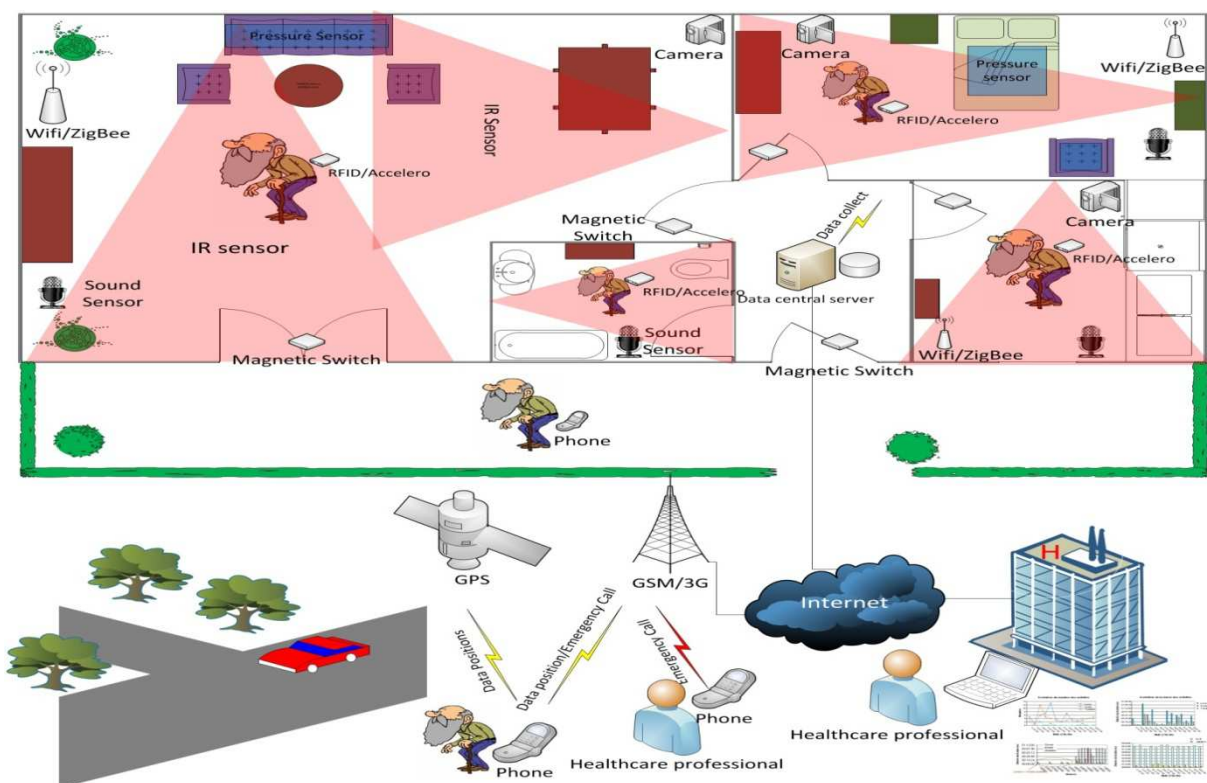 Pressure Sensor
Camera
Camera
Pressure
sensor
Wifi/ZigBee
Wifi/ZigBee
RFID/Accelero
IR Sensor
RFID/Accelero
IR sensor
Magnetic
Switch
Data collect
Camera
RFID/Accelero
RFID/Accelero
Data central server
Sound
Sensor
Sound
Sensor
Magnetic Switch
Magnetic Switch
Wifi/ZigBee
Phone
GPS
GSM/3G
Internet
H
Data Positions
Data position/Emergency Call
Emergency Call
Phone
Phone
Healthcare professional
Healthcare professional